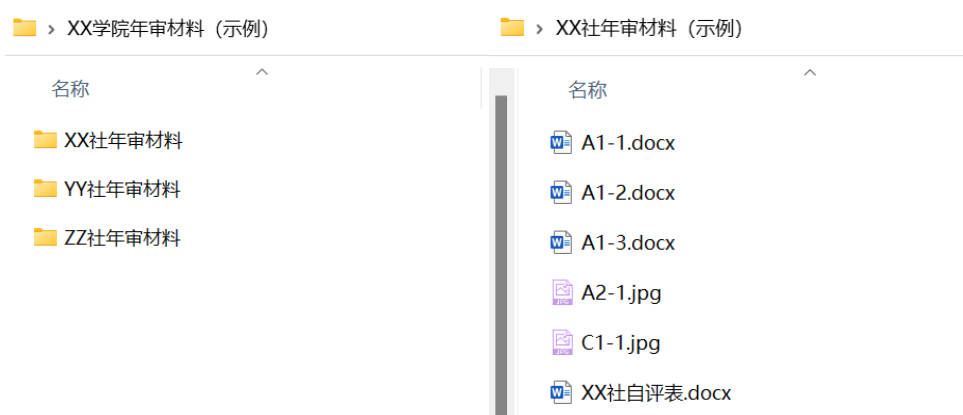 XX学院年审材料（示例）
名称
XX社年审材料
YY社年审材料
ZZ社年审材料
XX社年审材料（示例）
名称
A1-1.docx
A1-2.docx
A1-3.docx
A2-1.jpg
C1-1.jpg
XX社自评表.docx